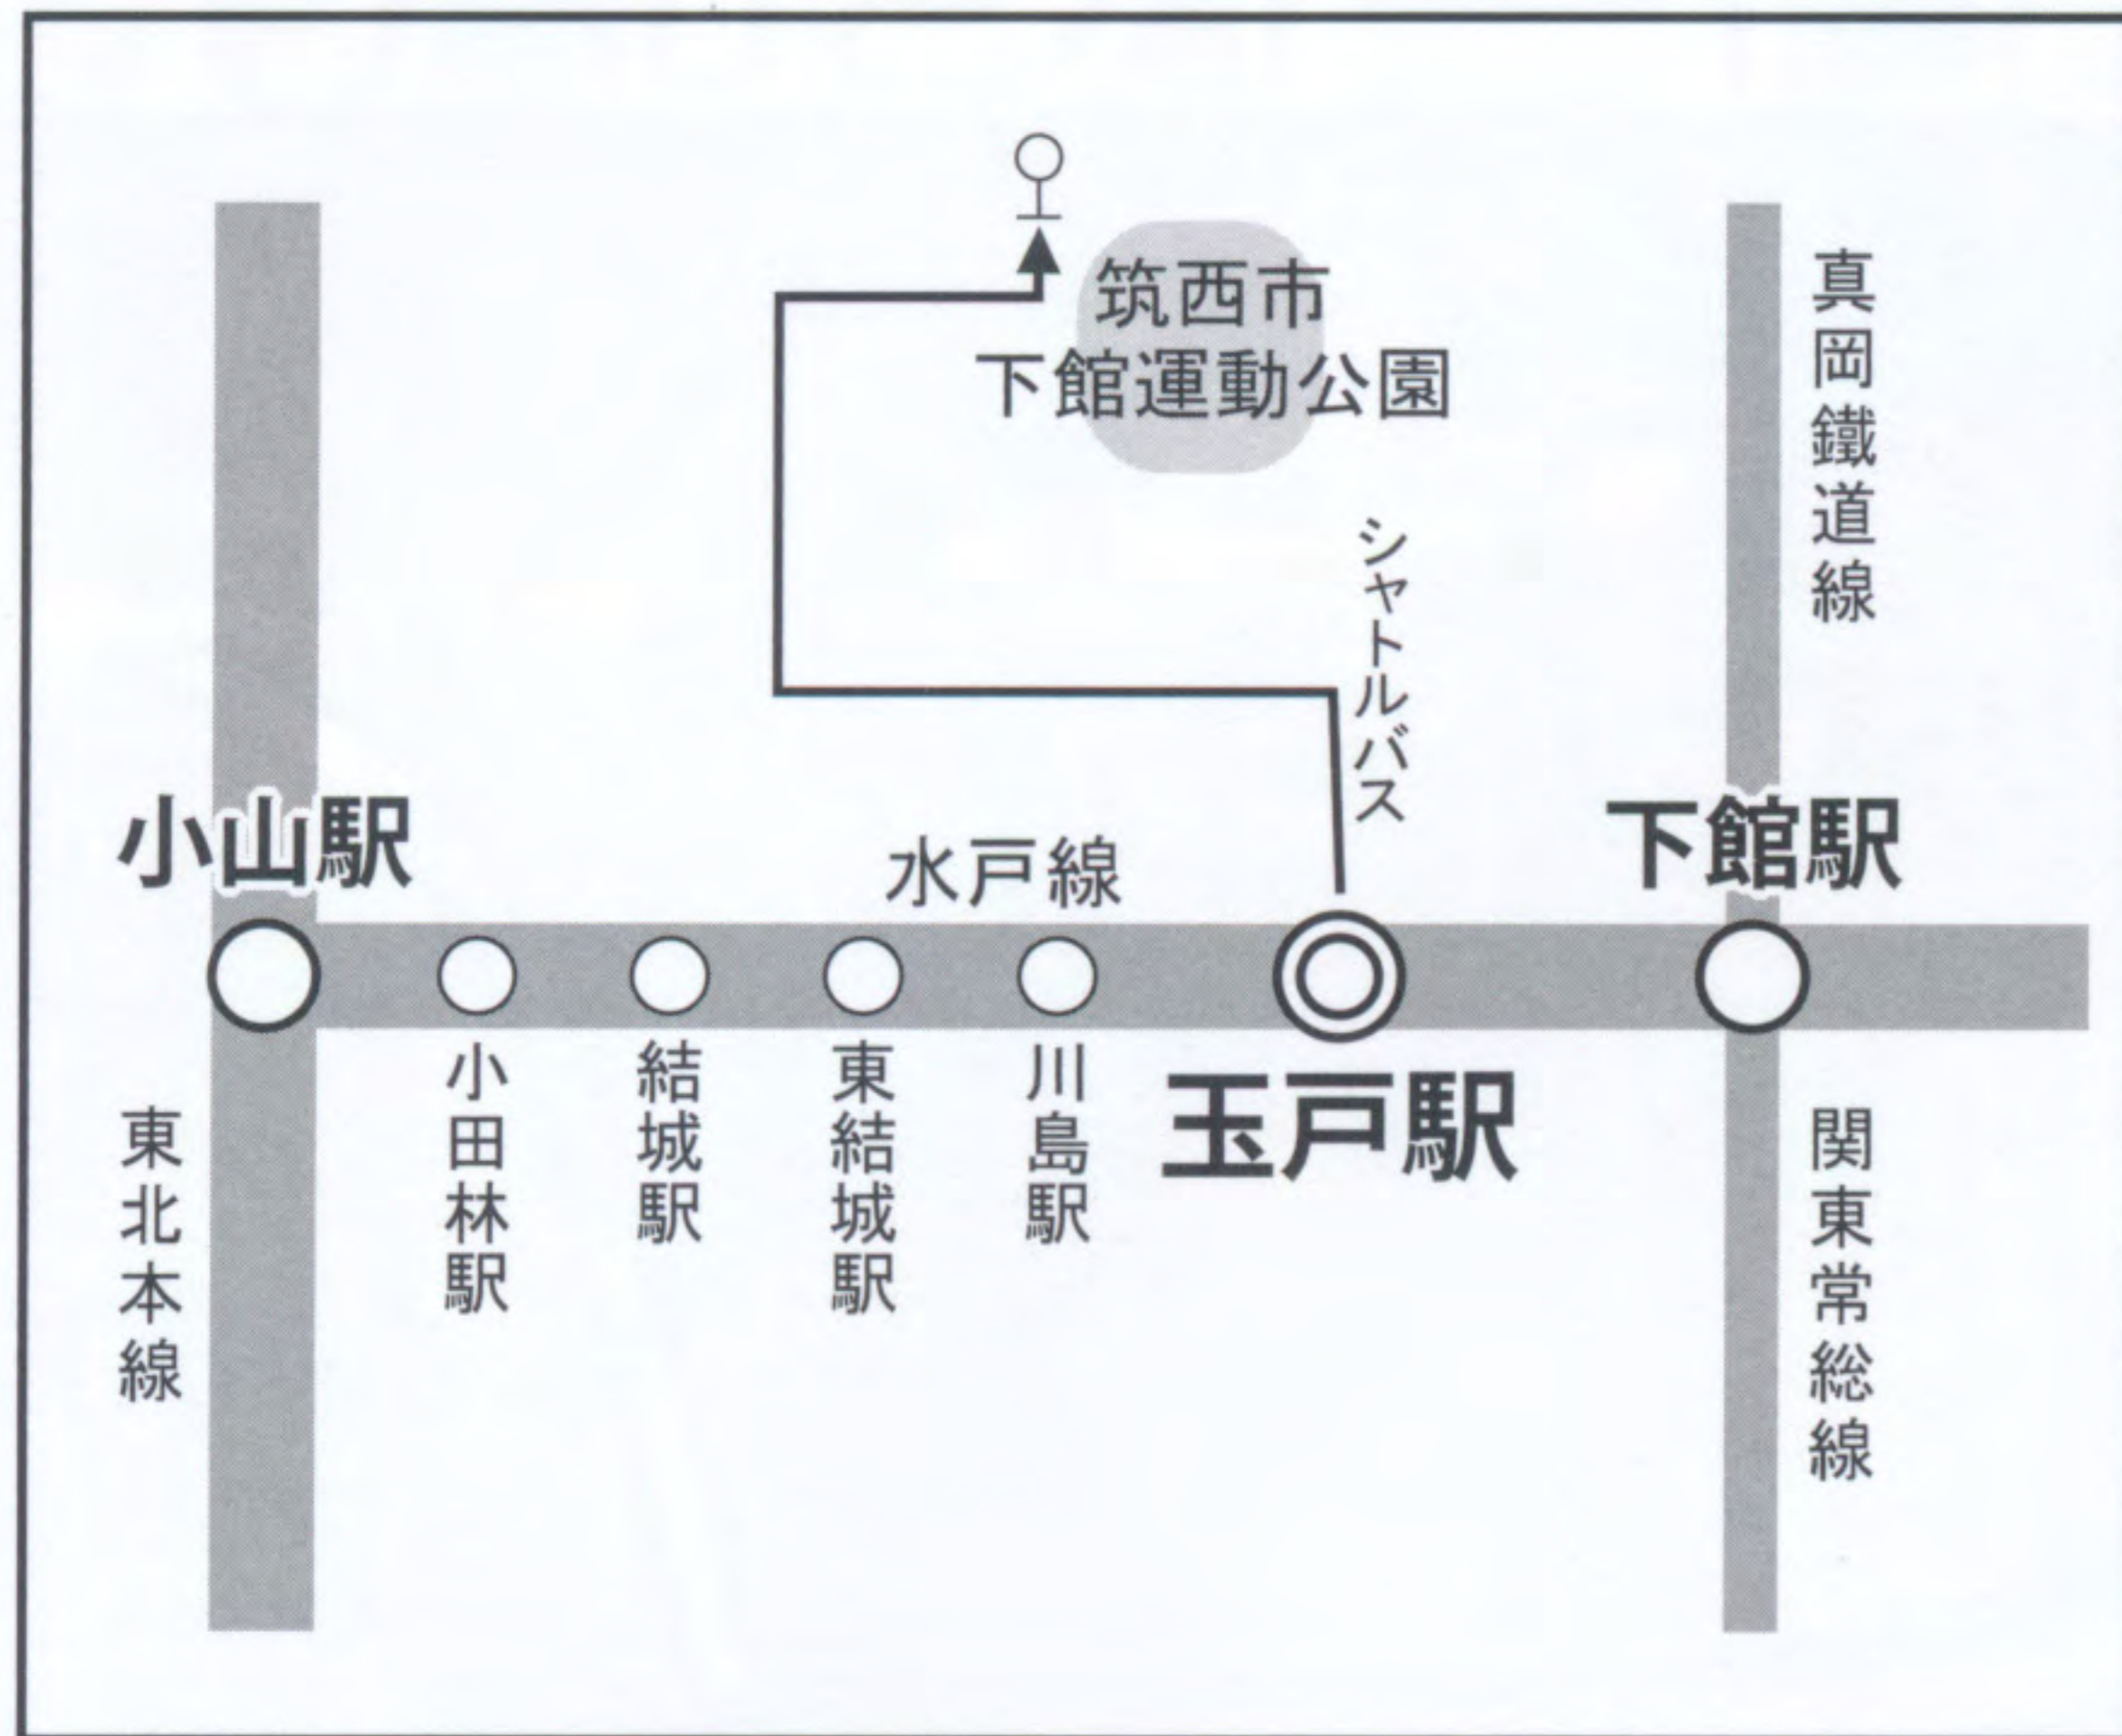 筑西市
下館運動公園
真岡鐵道線
シャトルバス
小山駅
水戸線
下館駅
小田林駅
結城駅
東結城駅
川島駅
玉戸駅
東北本線
関東常総線